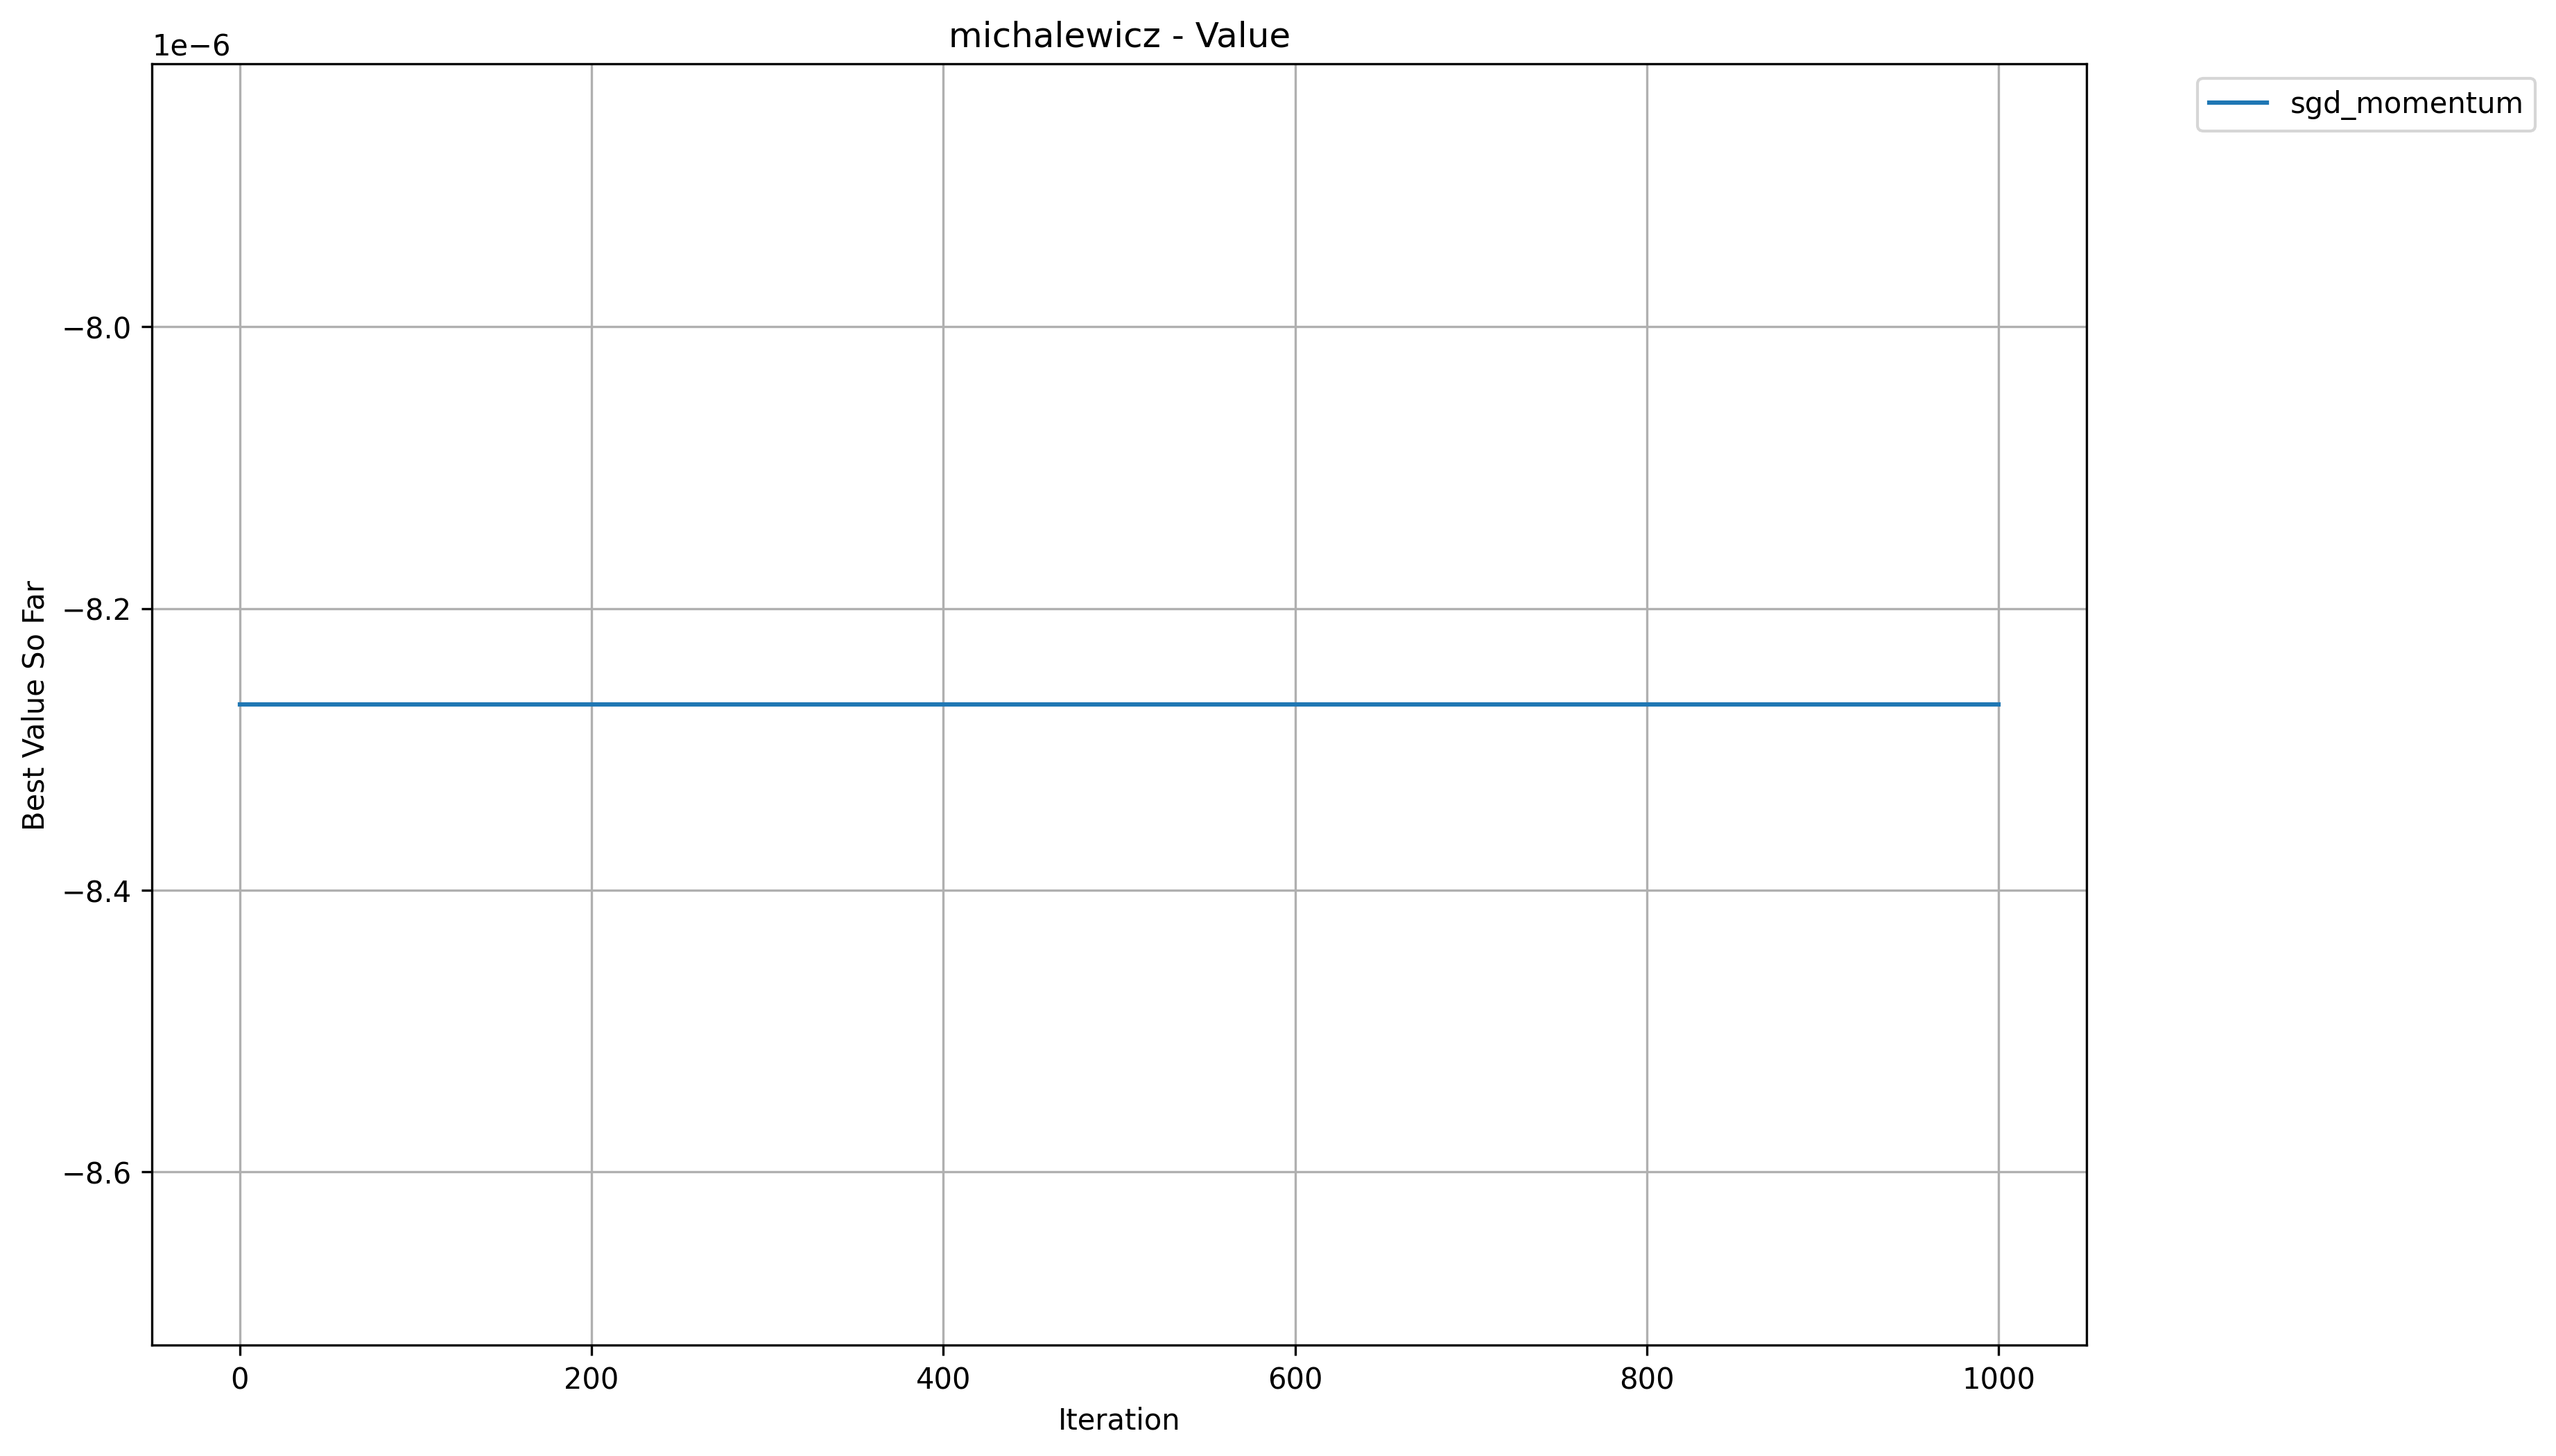 michalewicz - Value
1e−6
sgd_momentum
−8.0
−8.2
−8.4
−8.6
Best Value So Far
0 200 400 600 800 1000
Iteration